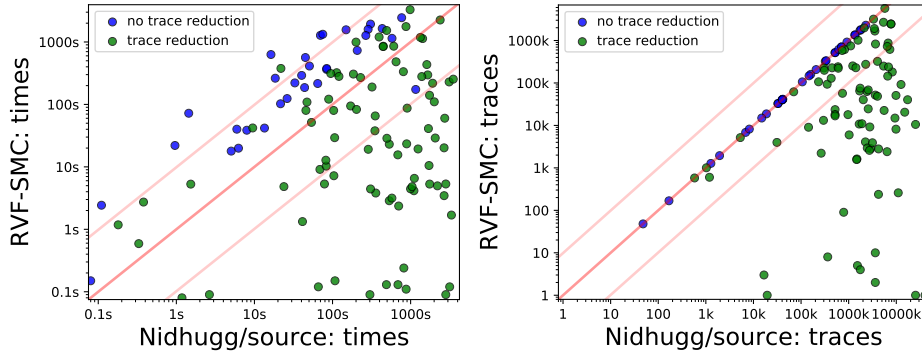 no trace reduction
trace reduction
1000s
100s
10s
1s
0.1s
RVF-SMC: times
0.1s 1s 10s 100s 1000s
Nidhugg/source: times
no trace reduction
trace reduction
1000k
100k
10k
1k
100
10
1
RVF-SMC: traces
1 10 100 1k 10k 100k 1000k 10000k 100000k
Nidhugg/source: traces